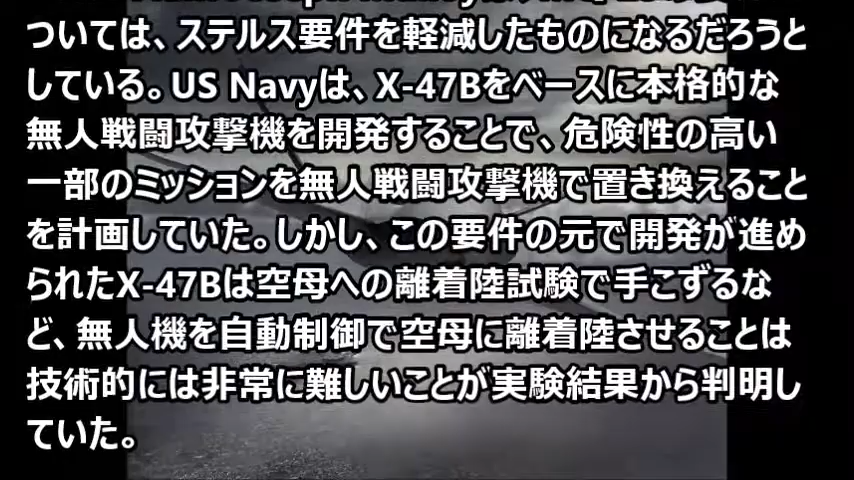 ついては、ステルス要件を軽減したものになるだろうと
している。US Navyは、X-47Bをベースに本格的な
無人戦闘攻撃機を開発することで、危険性の高い
一部のミッションを無人戦闘攻撃機で置き換えること
を計画していた。しかし、この要件の元で開発が進め
られたX-47Bは空母への離着陸試験で手こずるな
ど、無人機を自動制御で空母に離着陸させることは
技術的には非常に難しいことが実験結果から判明し
ていた。